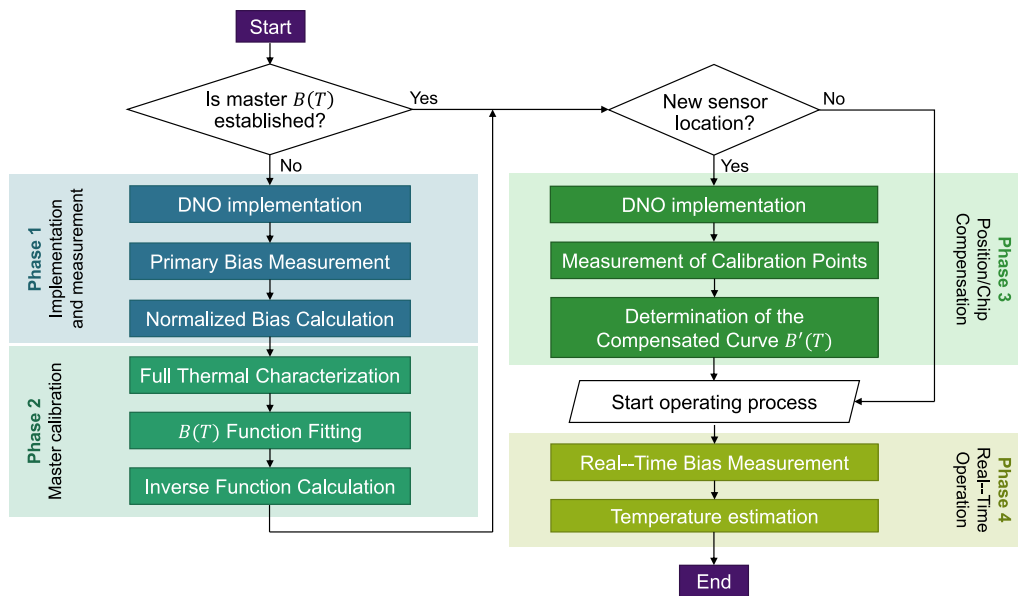 Start
Is master B(T)
established?
Yes
No
Phase 1
Implementation
and measurement
DNO implementation
Primary Bias Measurement
Normalized Bias Calculation
Phase 2
Master calibration
Full Thermal Characterization
B(T) Function Fitting
Inverse Function Calculation
New sensor
location?
No
Yes
DNO implementation
Measurement of Calibration Points
Determination of the
Compensated Curve B′(T)
Phase 3
Position/Chip
Compensation
Start operating process
Real--Time Bias Measurement
Temperature estimation
Phase 4
Real--Time
Operation
End